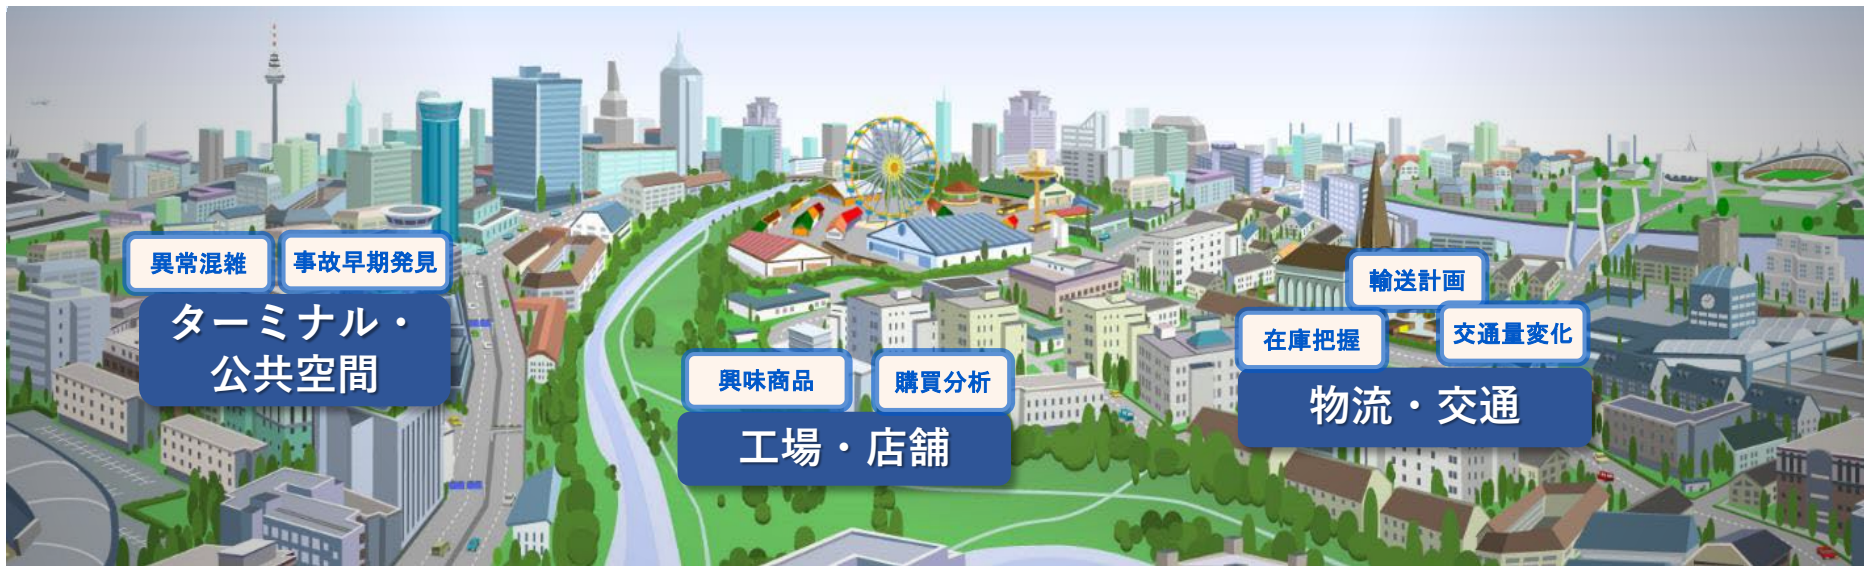 異常混雑
事故早期発見
ターミナル・
公共空間
興味商品
購買分析
工場・店舗
輸送計画
在庫把握
交通量変化
物流・交通